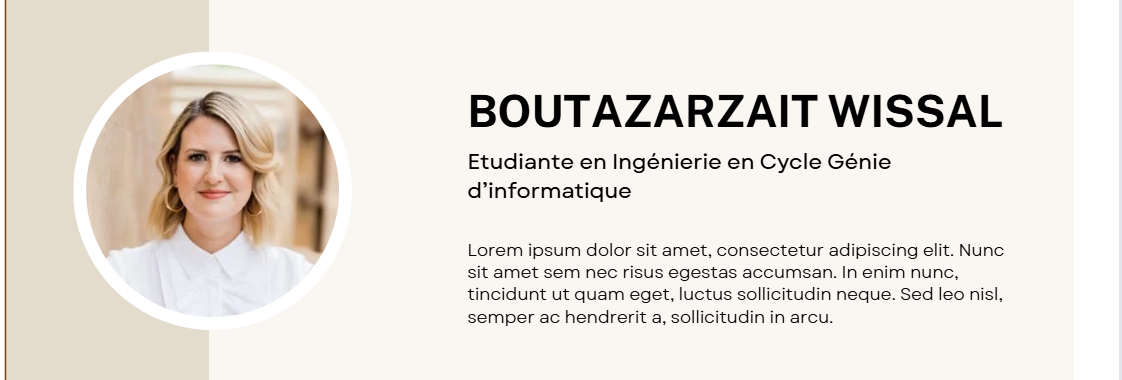 BOUTAZARZAIT WISSAL
Etudiante en Ingénierie en Cycle Génie
d’informatique
Lorem ipsum dolor sit amet, consectetur adipiscing elit. Nunc
sit amet sem nec risus egestas accumsan. In enim nunc,
tincidunt ut quam eget, luctus sollicitudin neque. Sed leo nisl,
semper ac hendrerit a, sollicitudin in arcu.